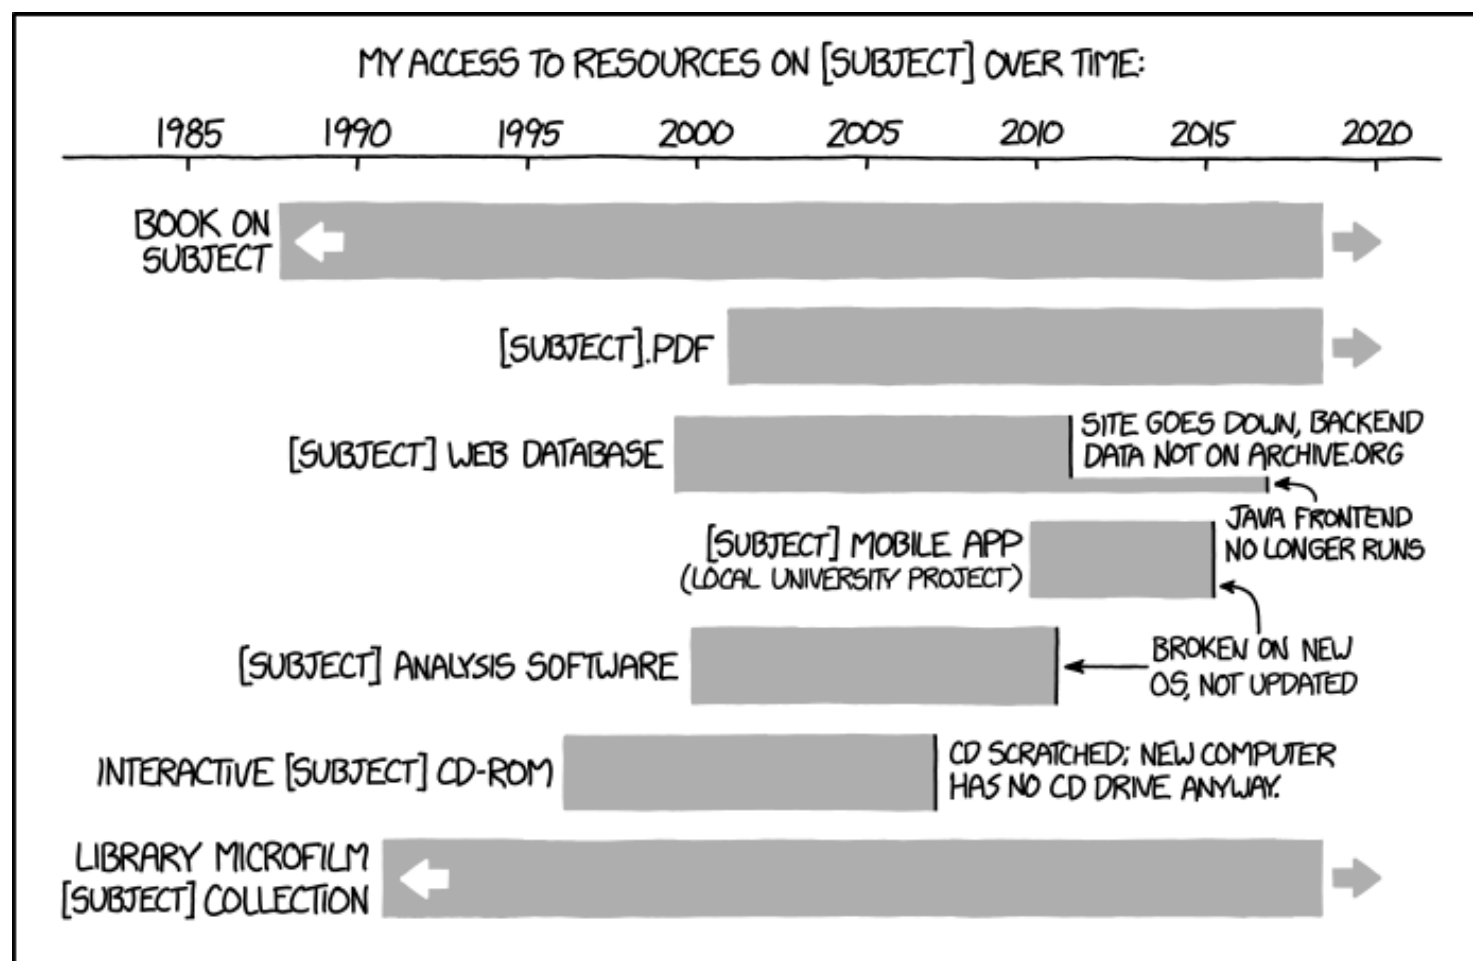 MY ACCESS TO RESOURCES ON [SUBJECT] OVER TIME:
1985 1990 1995 2000 2005 2010 2015 2020
BOOK ON
SUBJECT
[SUBJECT].PDF
[SUBJECT] WEB DATABASE
SITE GOES DOWN, BACKEND
DATA NOT ON ARCHIVE.ORG
JAVA FRONTEND
NO LONGER RUNS
[SUBJECT] MOBILE APP
(LOCAL UNIVERSITY PROJECT)
[SUBJECT] ANALYSIS SOFTWARE
BROKEN ON NEW
OS, NOT UPDATED
INTERACTIVE [SUBJECT] CD-ROM
CD SCRATCHED; NEW COMPUTER
HAS NO CD DRIVE ANYWAY.
LIBRARY MICROFILM
[SUBJECT] COLLECTION